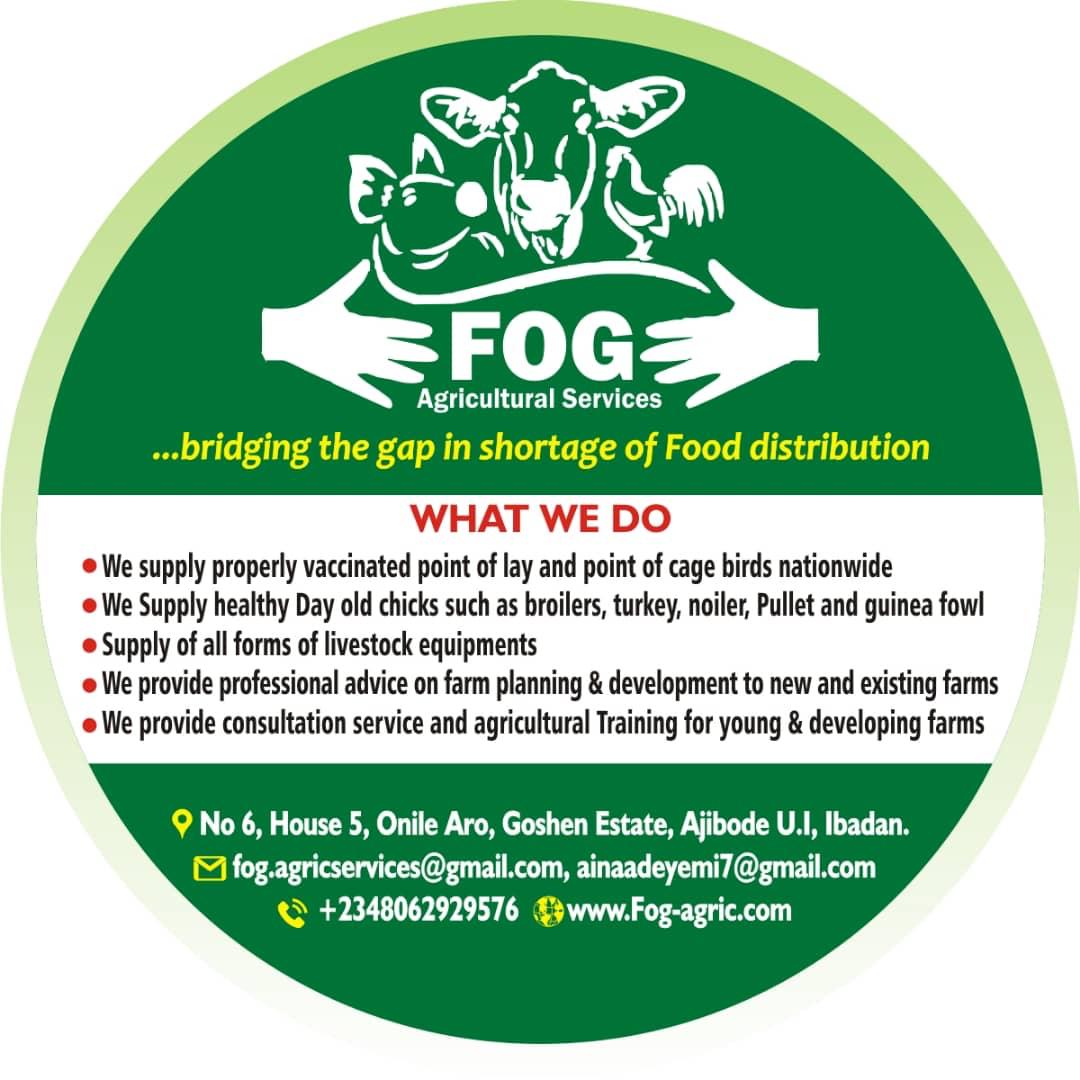 FOG
Agricultural Services
...bridging the gap in shortage of Food distribution
WHAT WE DO
• We supply properly vaccinated point of lay and point of cage birds nationwide
• We Supply healthy Day old chicks such as broilers, turkey, noiler, Pullet and guinea fowl
• Supply of all forms of livestock equipments
• We provide professional advice on farm planning & development to new and existing farms
• We provide consultation service and agricultural Training for young & developing farms
No 6, House 5, Onile Aro, Goshen Estate, Ajibode U.I, Ibadan.
fog.agricservices@gmail.com, ainaadeyemi7@gmail.com
+2348062929576 www.Fog-agric.com